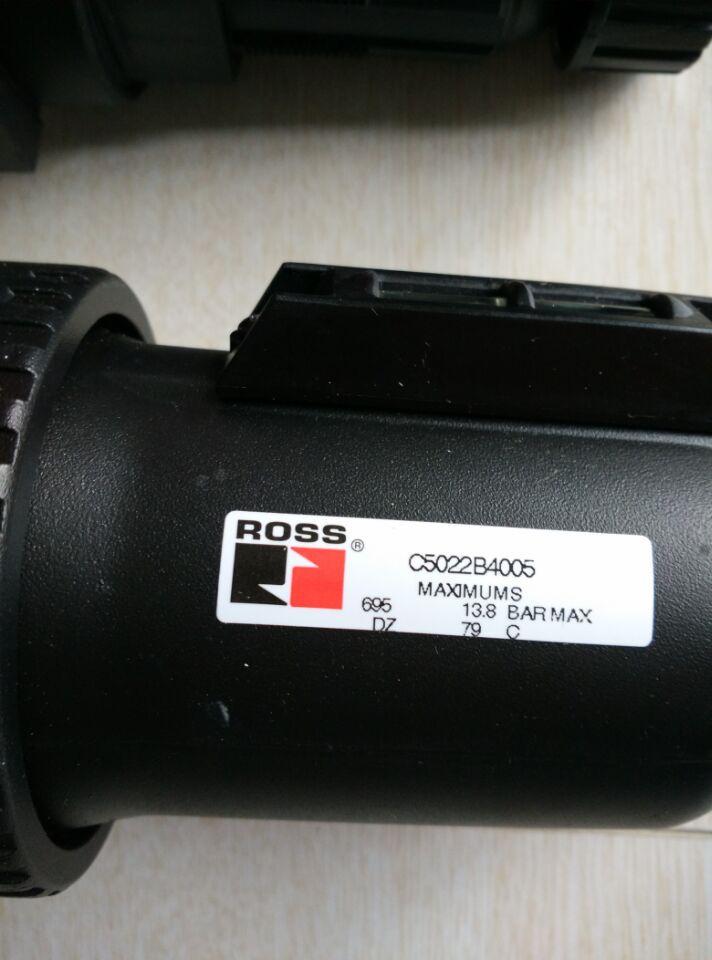 ROSS ®
C5022B4005
MAXIMUMS
695 13.8 BAR MAX
DZ 79 C